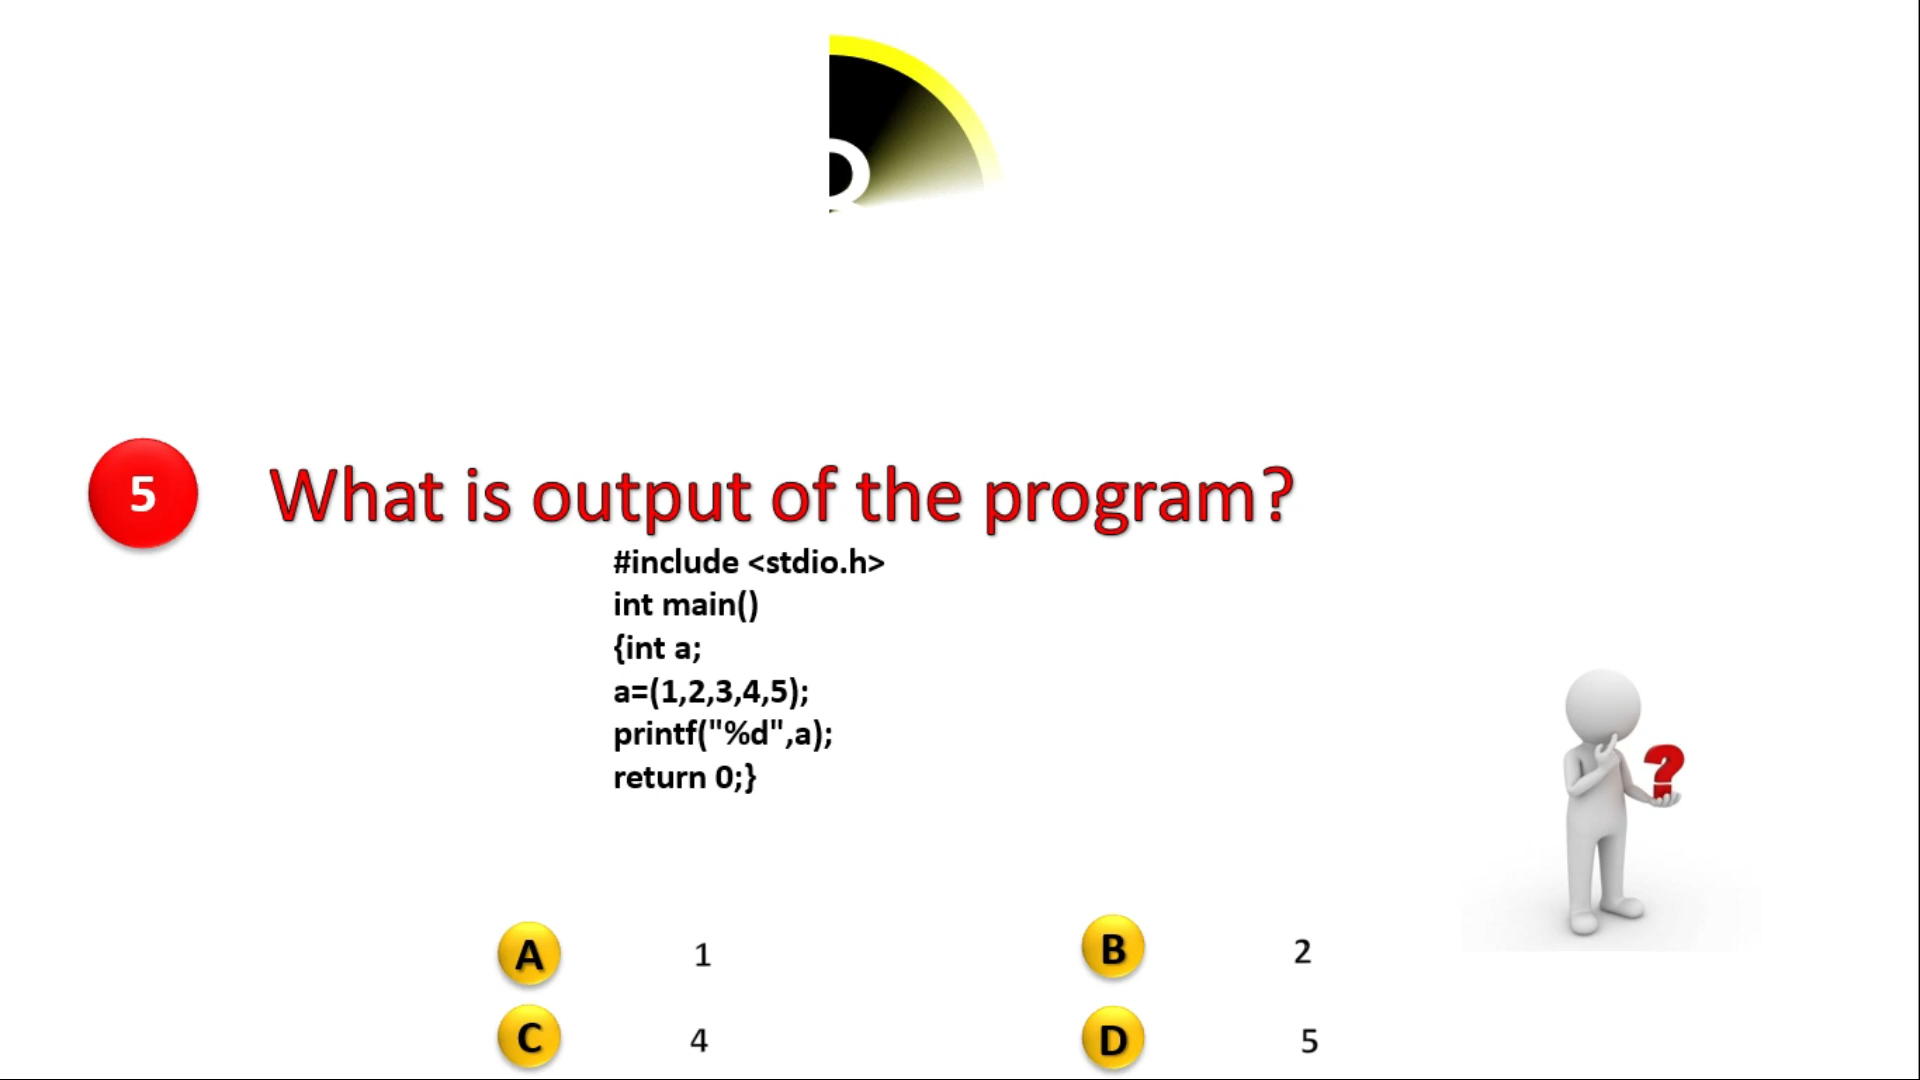 5 What is output of the program?
#include <stdio.h>
int main()
{int a;
a=(1,2,3,4,5);
printf("%d",a);
return 0;}
A 1 B 2
C 4 D 5